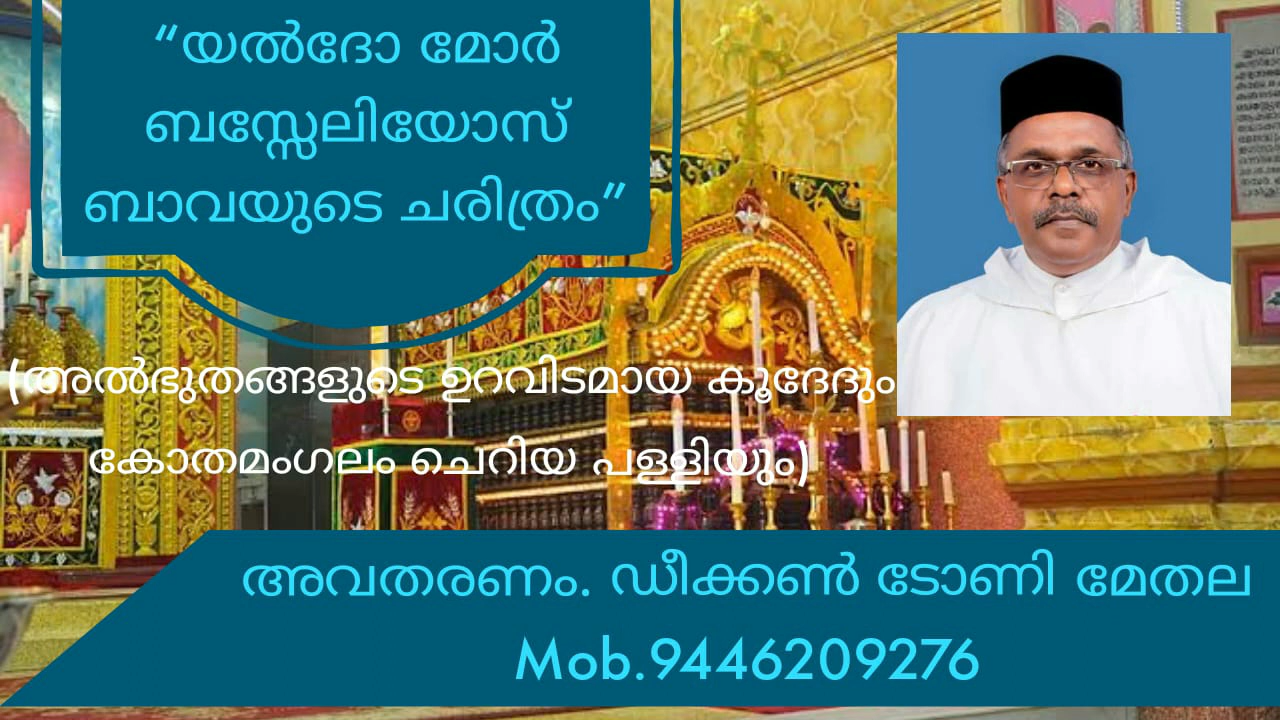 “യൽദോ മോർ
ബസ്സേലിയോസ്
ബാവയുടെ ചരിത്രം”
(അൽഭുതങ്ങളുടെ ഉറവിടമായ കൂദേദും
കോതമംഗലം ചെറിയ പള്ളിയും)
അവതരണം. ഡീക്കൺ ടോണി മേതല
Mob.9446209276